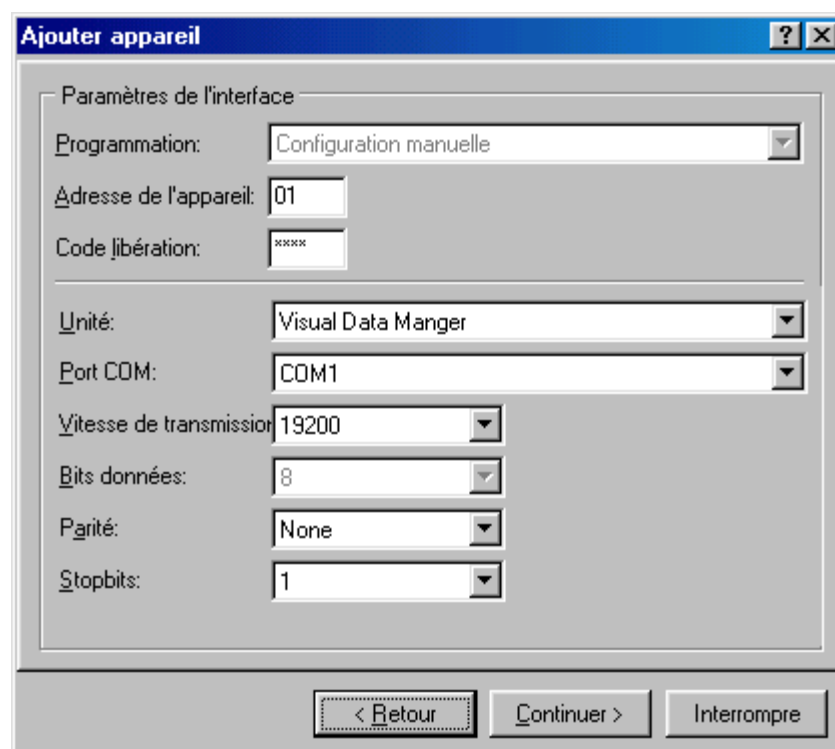 Ajouter appareil
Paramètres de l'interface
Programmation: Configuration manuelle
Adresse de l'appareil: 01
Code libération: ****
Unité: Visual Data Manger
Port COM: COM1
Vitesse de transmission 19200
Bits données: 8
Parité: None
Stopbits: 1
< Retour Continuer > Interrompre